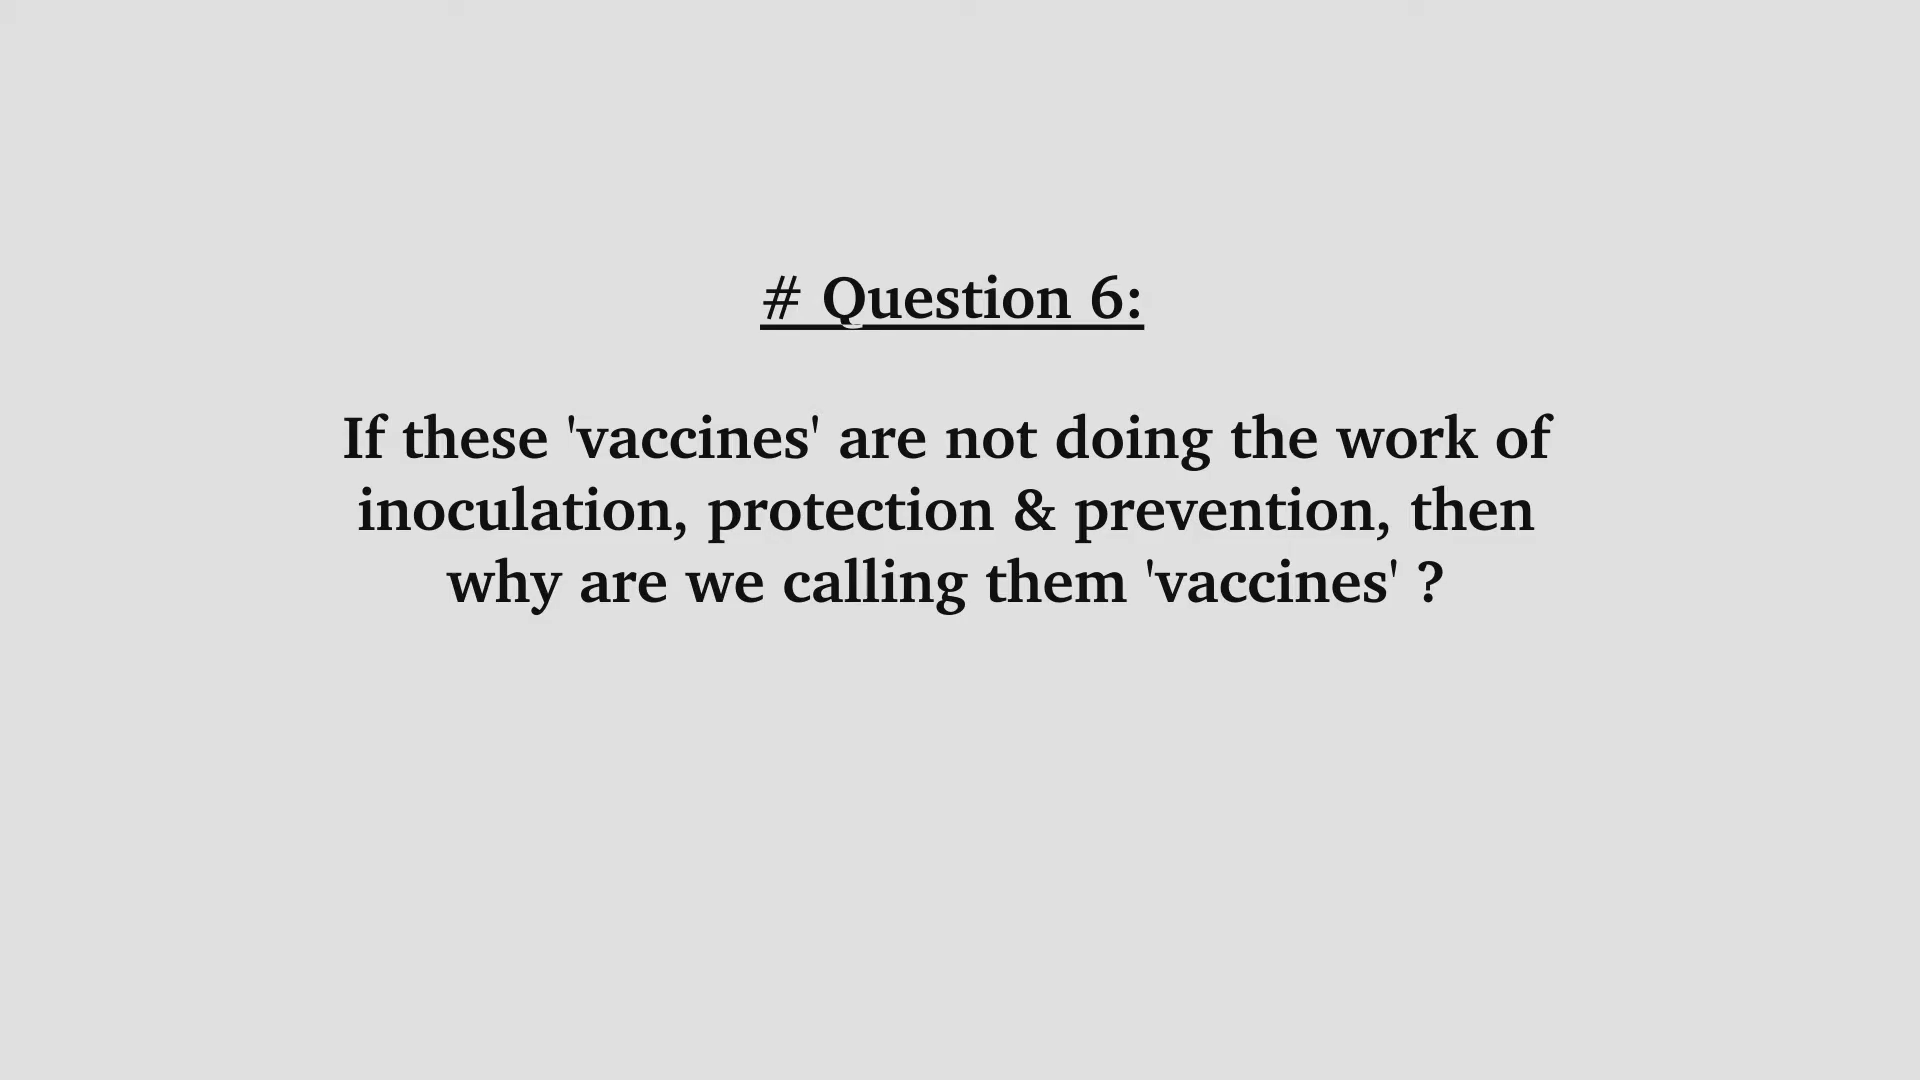 # Question 6:
If these 'vaccines' are not doing the work of
inoculation, protection & prevention, then
why are we calling them 'vaccines' ?